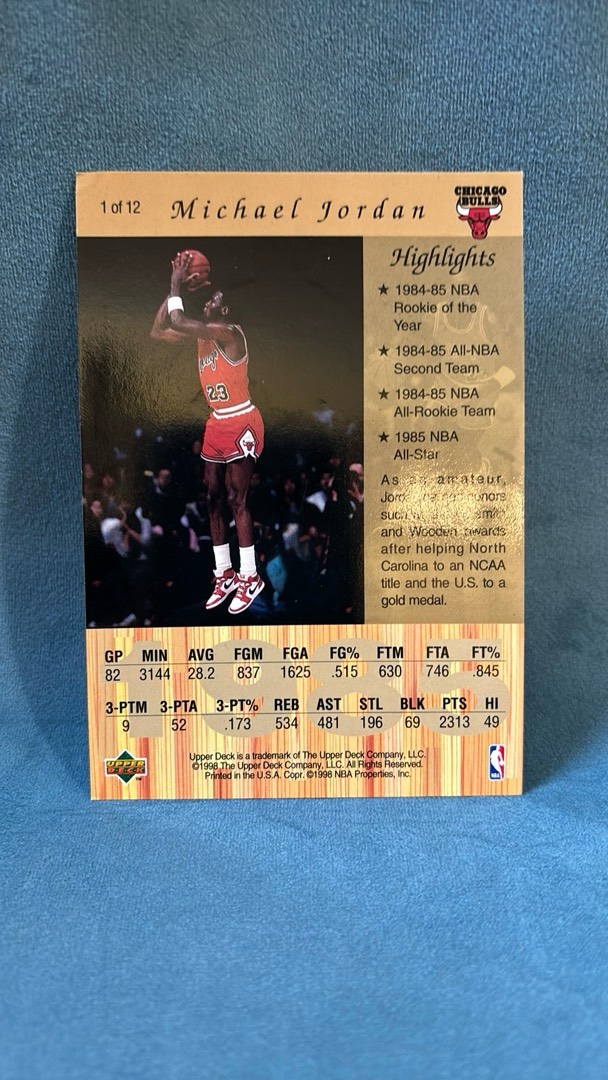 1 of 12
Michael Jordan
CHICAGO
BULLS
Highlights
★ 1984-85 NBA
Rookie of the
Year
★ 1984-85 All-NBA
Second Team
★ 1984-85 NBA
All-Rookie Team
★ 1985 NBA
All-Star
As an amateur,
honors
and Wooden awards
after helping North
Carolina to an NCAA
title and the U.S. to a
gold medal.
23
GP MIN AVG FGM FGA FG% FTM FTA FT%
82 3144 28.2 837 1625 .515 630 746 .845
3-PTM 3-PTA 3-PT% REB AST STL BLK PTS HI
9 52 .173 534 481 196 69 2313 49
UPPER
DECK
Upper Deck is a trademark of The Upper Deck Company, LLC.
©1998 The Upper Deck Company, LLC. All Rights Reserved.
Printed in the U.S.A. Copr. ©1998 NBA Properties, Inc.
NBA